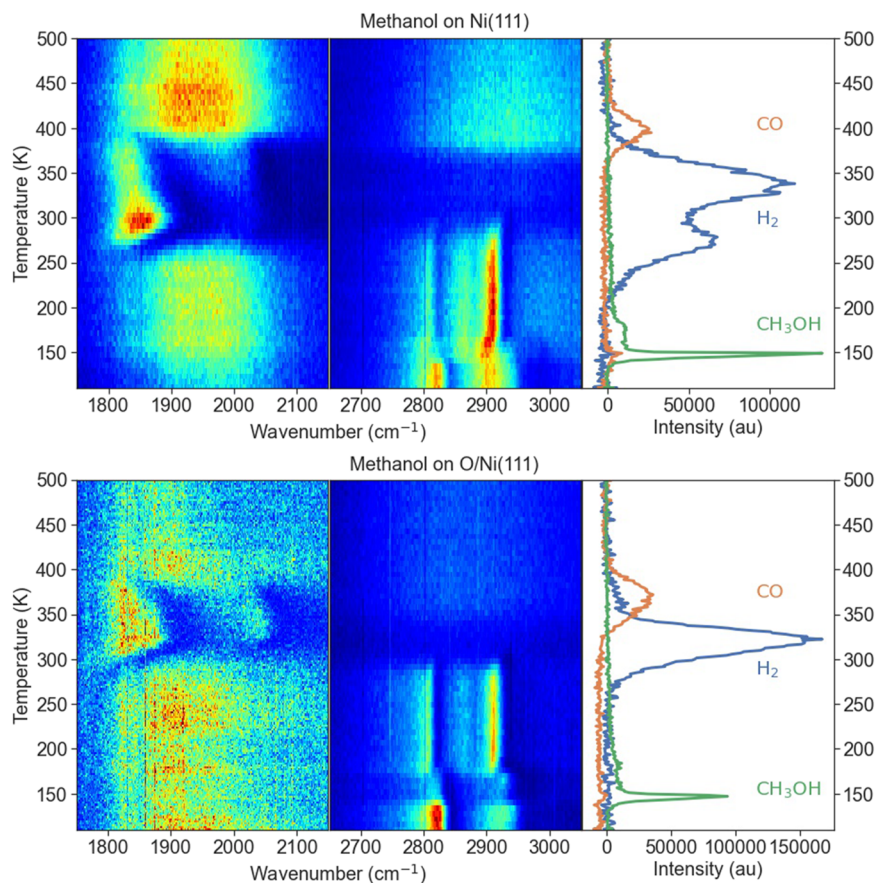 Methanol on Ni(111)
500
450
400
350
300
250
200
150
Temperature (K)
1800 1900 2000 2100
2700 2800 2900 3000
Wavenumber (cm⁻¹)
CO
H₂
CH₃OH
0 50000 100000
Intensity (au)
500
450
400
350
300
250
200
150
Methanol on O/Ni(111)
500
450
400
350
300
250
200
150
Temperature (K)
1800 1900 2000 2100
2700 2800 2900 3000
Wavenumber (cm⁻¹)
CO
H₂
CH₃OH
0 50000 100000 150000
Intensity (au)
500
450
400
350
300
250
200
150